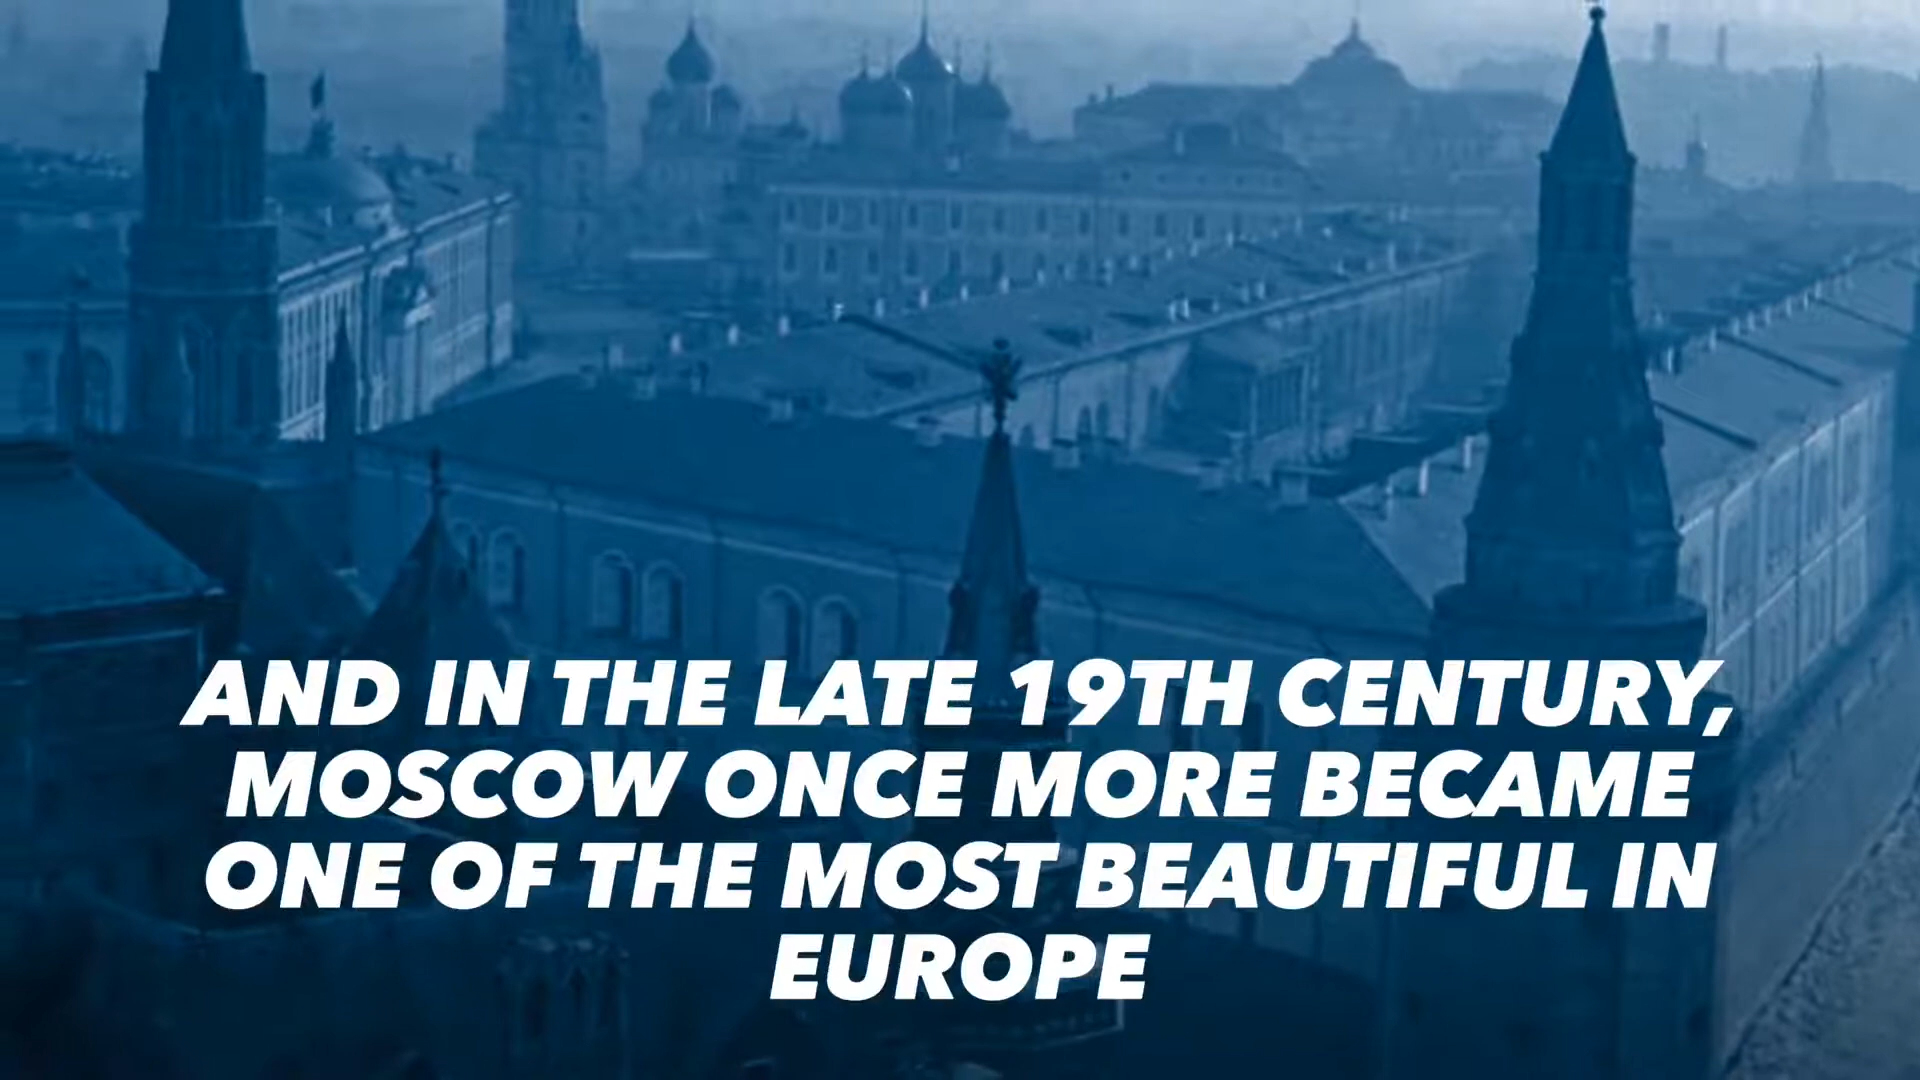 AND IN THE LATE 19TH CENTURY,
MOSCOW ONCE MORE BECAME
ONE OF THE MOST BEAUTIFUL IN
EUROPE